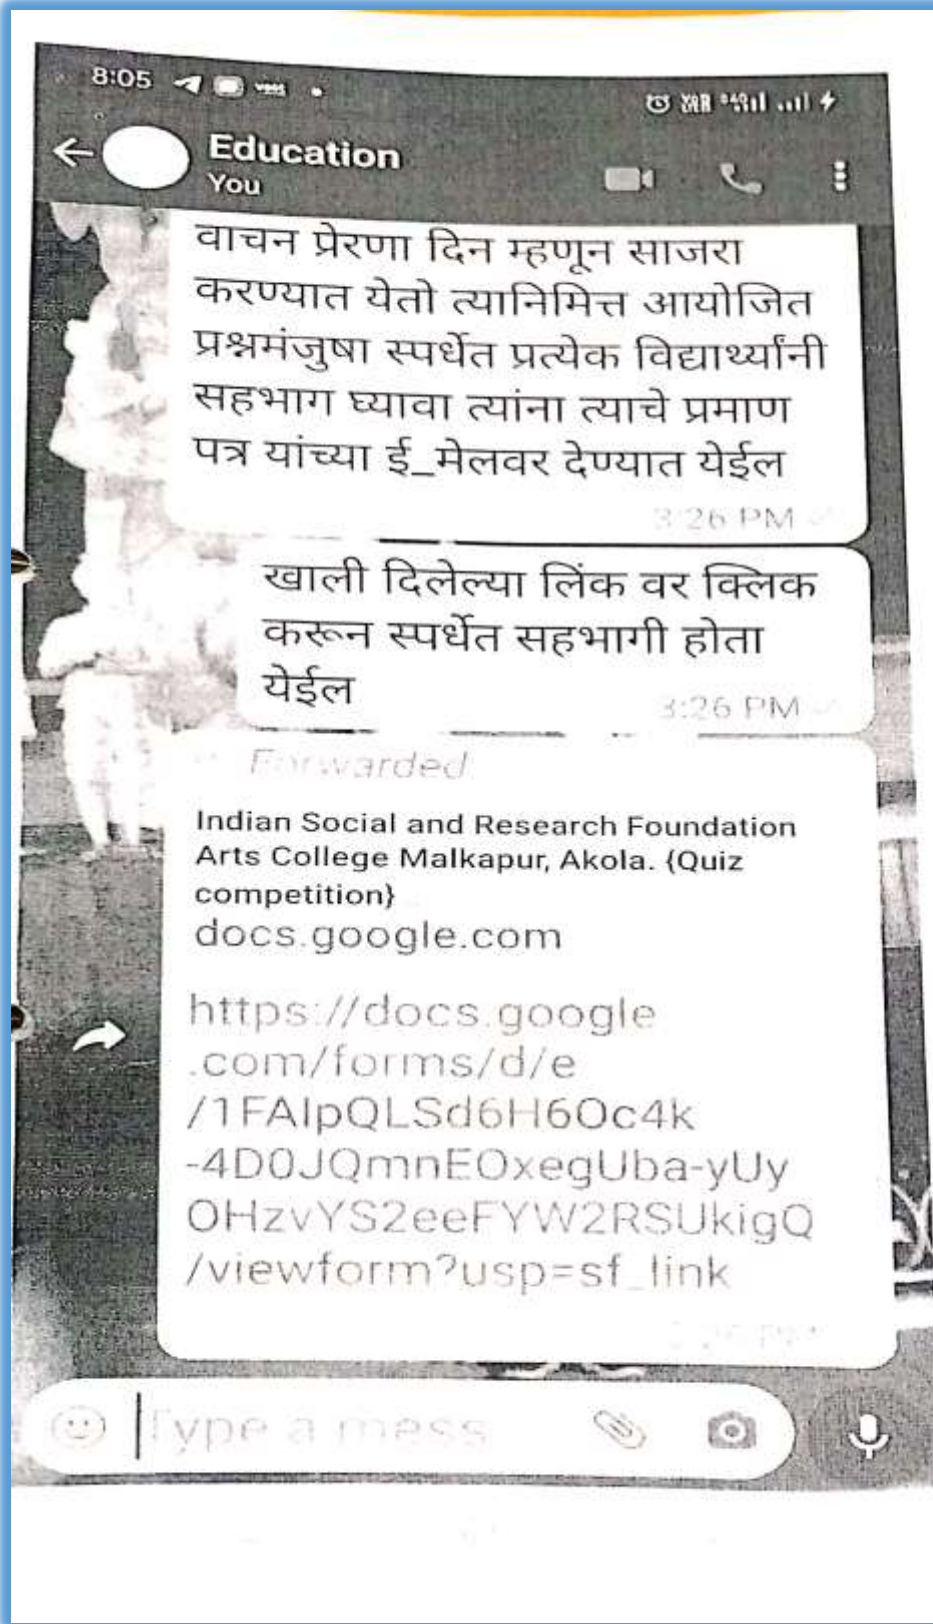 8:05
Education
You
वाचन प्रेरणा दिन म्हणून साजरा
करण्यात येतो त्यानिमित्त आयोजित
प्रश्नमंजुषा स्पर्धेत प्रत्येक विद्यार्थ्यांनी
सहभाग घ्यावा त्यांना त्याचे प्रमाण
पत्र यांच्या ई_मेलवर देण्यात येईल
3:26 PM
खाली दिलेल्या लिंक वर क्लिक
करून स्पर्धेत सहभागी होता
येईल
3:26 PM
Forwarded
Indian Social and Research Foundation
Arts College Malkapur, Akola. {Quiz
competition}
docs.google.com
https://docs.google
.com/forms/d/e
/1FAIpQLSd6H6Oc4k
-4D0JQmnEOxegUba-yUy
OHzvYS2eeFYW2RSUkigQ
/viewform?usp=sf_link
Type a mess